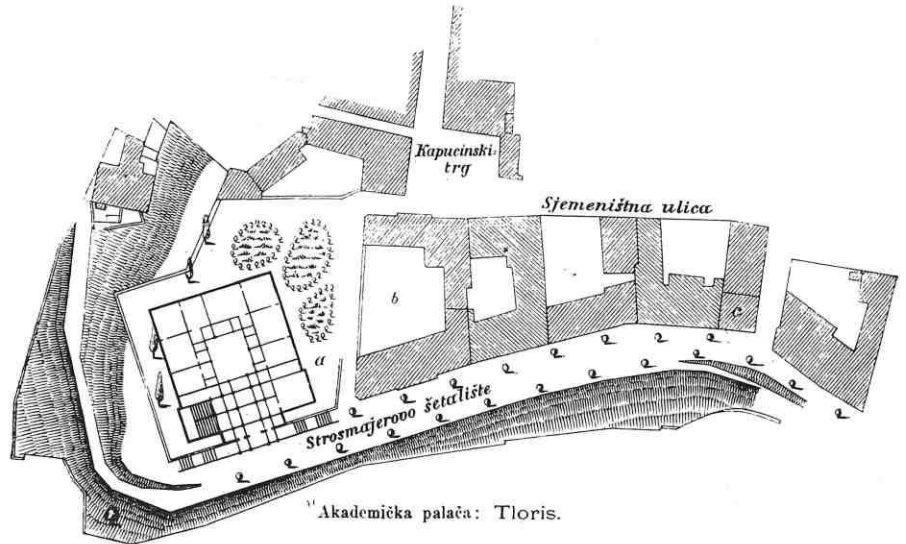 Kapucinski-
trg
Sjemeništna ulica
b
a
c
Strosmajerovo šetalište
Akademička palača: Tloris.